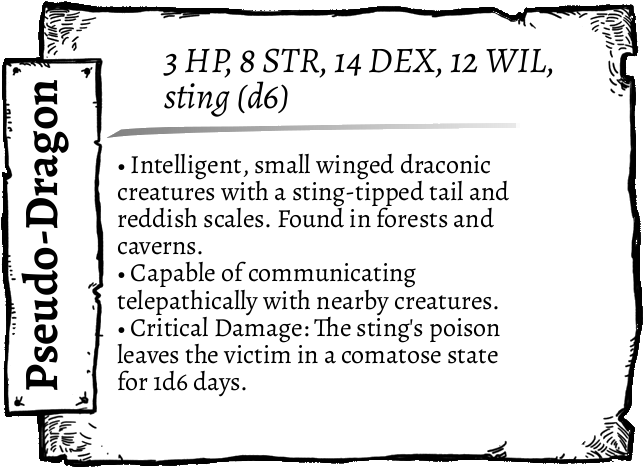 Pseudo-Dragon
3 HP, 8 STR, 14 DEX, 12 WIL,
sting (d6)
• Intelligent, small winged draconic
creatures with a sting-tipped tail and
reddish scales. Found in forests and
caverns.
• Capable of communicating
telepathically with nearby creatures.
• Critical Damage: The sting's poison
leaves the victim in a comatose state
for 1d6 days.